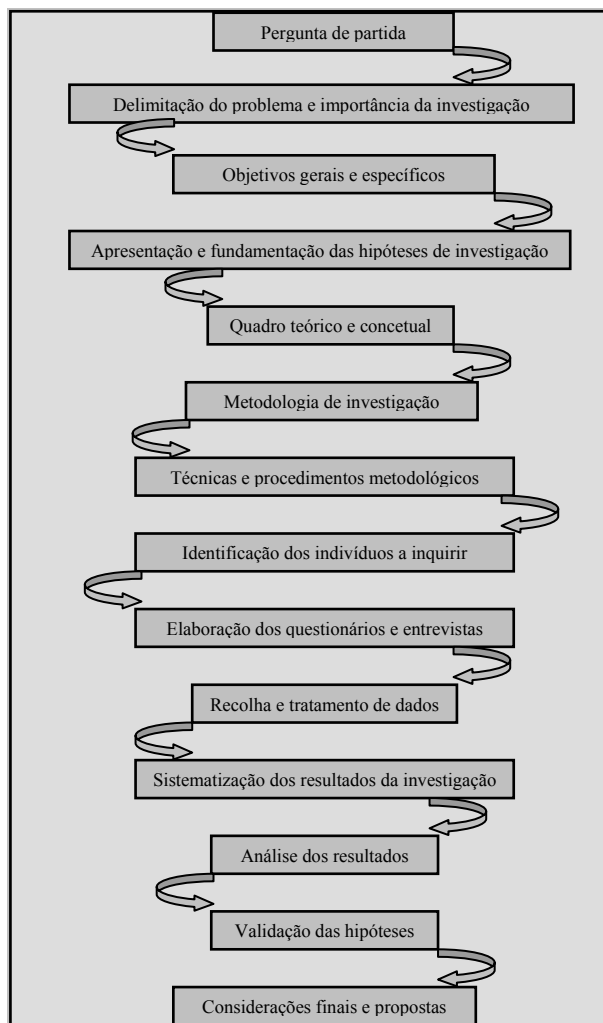 Pergunta de partida
Delimitação do problema e importância da investigação
Objetivos gerais e específicos
Apresentação e fundamentação das hipóteses de investigação
Quadro teórico e concetual
Metodologia de investigação
Técnicas e procedimentos metodológicos
Identificação dos indivíduos a inquirir
Elaboração dos questionários e entrevistas
Recolha e tratamento de dados
Sistematização dos resultados da investigação
Análise dos resultados
Validação das hipóteses
Considerações finais e propostas